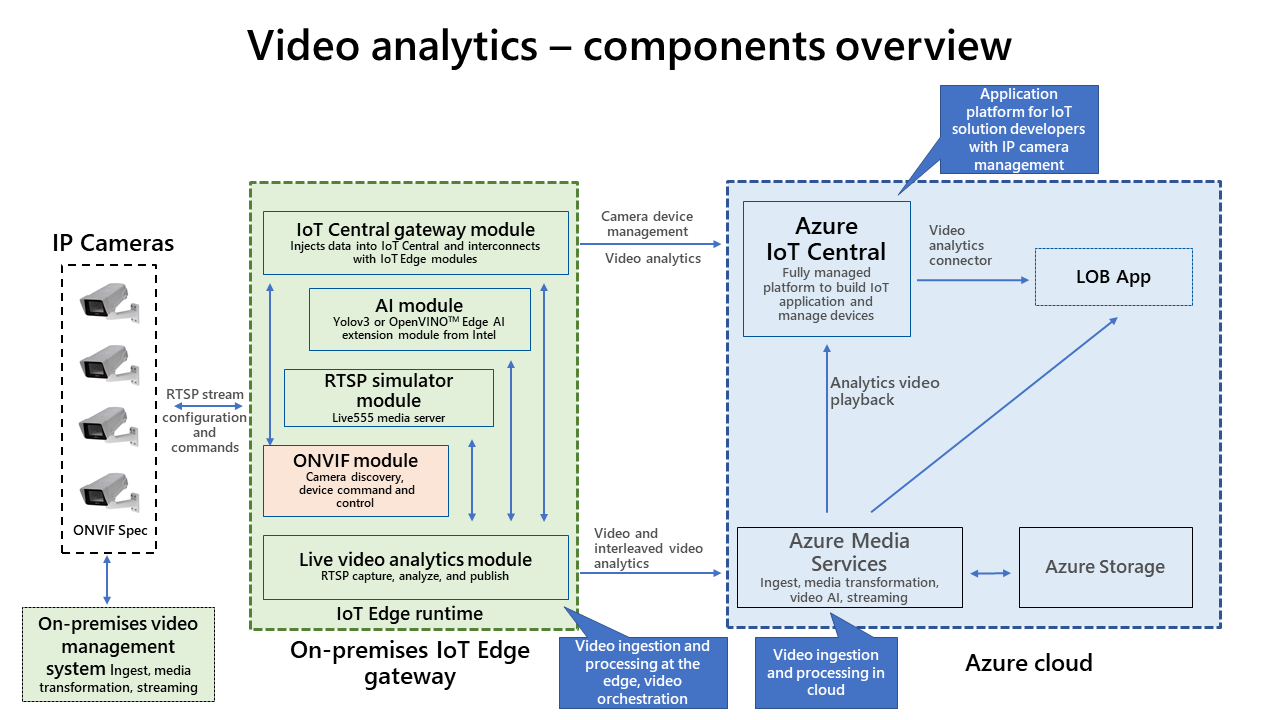 Video analytics – components overview
Application
platform for IoT
solution developers
with IP camera
management
IP Cameras
ONVIF Spec
On-premises video
management
system Ingest, media
transformation, streaming
RTSP stream
configuration
and
commands
IoT Central gateway module
Injects data into IoT Central and interconnects
with IoT Edge modules
AI module
Yolov3 or OpenVINO™ Edge AI
extension module from Intel
RTSP simulator
module
Live555 media server
ONVIF module
Camera discovery,
device command and
control
Live video analytics module
RTSP capture, analyze, and publish
IoT Edge runtime
On-premises IoT Edge
gateway
Camera device
management
Video analytics
Video and
interleaved video
analytics
Video ingestion and
processing at the
edge, video
orchestration
Azure
IoT Central
Fully managed
platform to build IoT
application and
manage devices
Video
analytics
connector
LOB App
Analytics video
playback
Azure Media
Services
Ingest, media transformation,
video AI, streaming
Azure Storage
Video ingestion
and processing in
cloud
Azure cloud